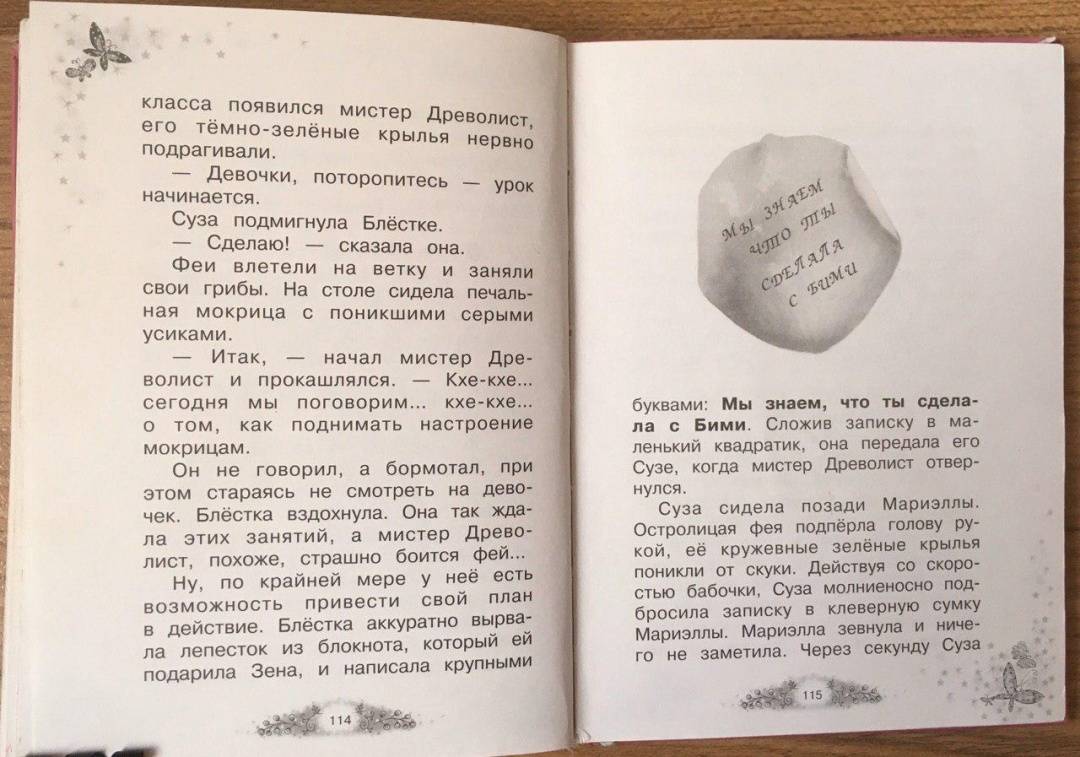 класса появился мистер Древолист,
его тёмно-зелёные крылья нервно
подрагивали.
— Девочки, поторопитесь — урок
начинается.
Суза подмигнула Блёстке.
— Сделаю! — сказала она.
Феи влетели на ветку и заняли
свои грибы. На столе сидела печаль-
ная мокрица с поникшими серыми
усиками.
— Итак, — начал мистер Дре-
волист и прокашлялся. — Кхе-кхе...
сегодня мы поговорим... кхе-кхе...
о том, как поднимать настроение
мокрицам.
Он не говорил, а бормотал, при
этом стараясь не смотреть на дево-
чек. Блёстка вздохнула. Она так жда-
ла этих занятий, а мистер Древо-
лист, похоже, страшно боится фей...
Ну, по крайней мере у неё есть
возможность привести свой план
в действие. Блёстка аккуратно вырва-
ла лепесток из блокнота, который ей
подарила Зена, и написала крупными
114
МЫ ЗНАЕМ
ЧТО ТЫ
СДЕЛАЛА
С БИМИ
буквами: Мы знаем, что ты сдела-
ла с Бими. Сложив записку в ма-
ленький квадратик, она передала его
Сузе, когда мистер Древолист отвер-
нулся.
Суза сидела позади Мариэллы.
Остролицая фея подпёрла голову ру-
кой, её кружевные зелёные крылья
поникли от скуки. Действуя со скоро-
стью бабочки, Суза молниеносно под-
бросила записку в клеверную сумку
Мариэллы. Мариэлла зевнула и ниче-
го не заметила. Через секунду Суза
115